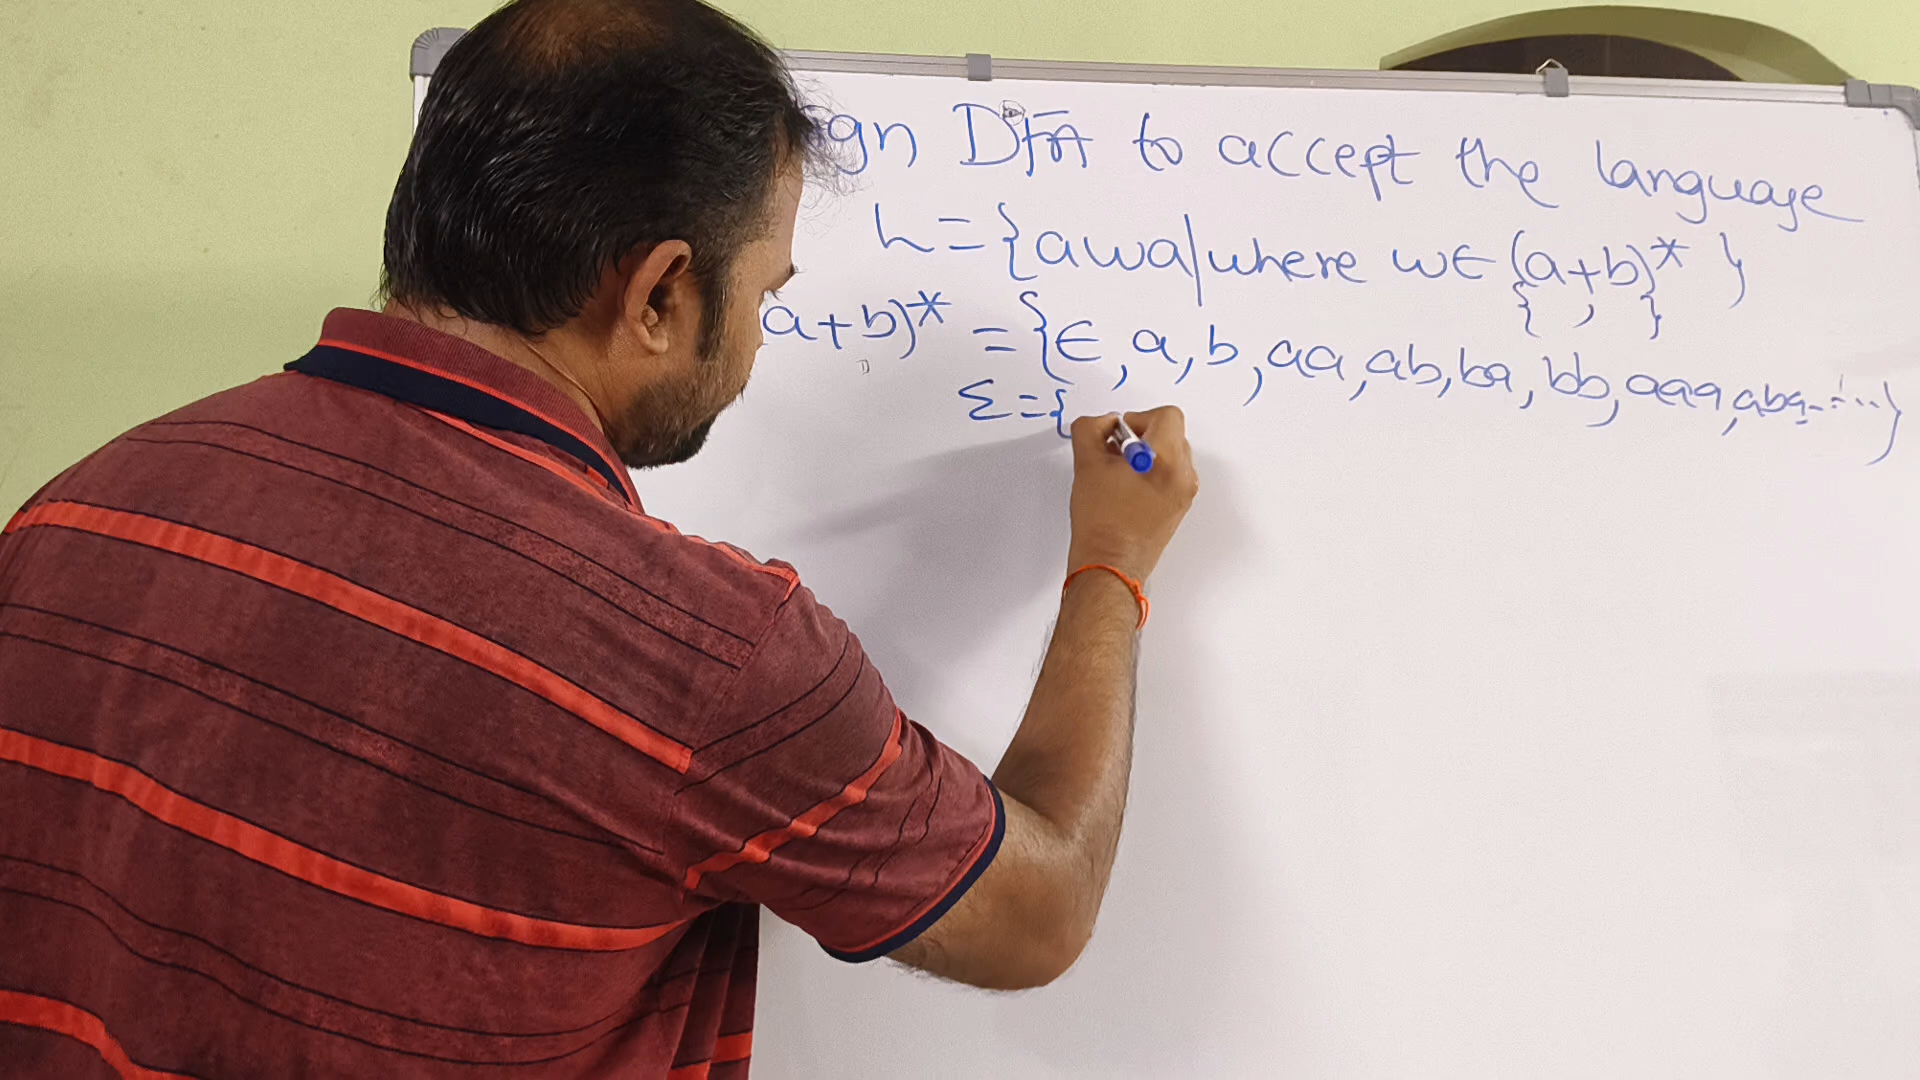 gn DFA to accept the language
L = {awa|where w∈ (a+b)* }
{ , }
a+b)* = {∈, a, b, aa, ab, ba, bb, aaa, aba-----}
Σ = {